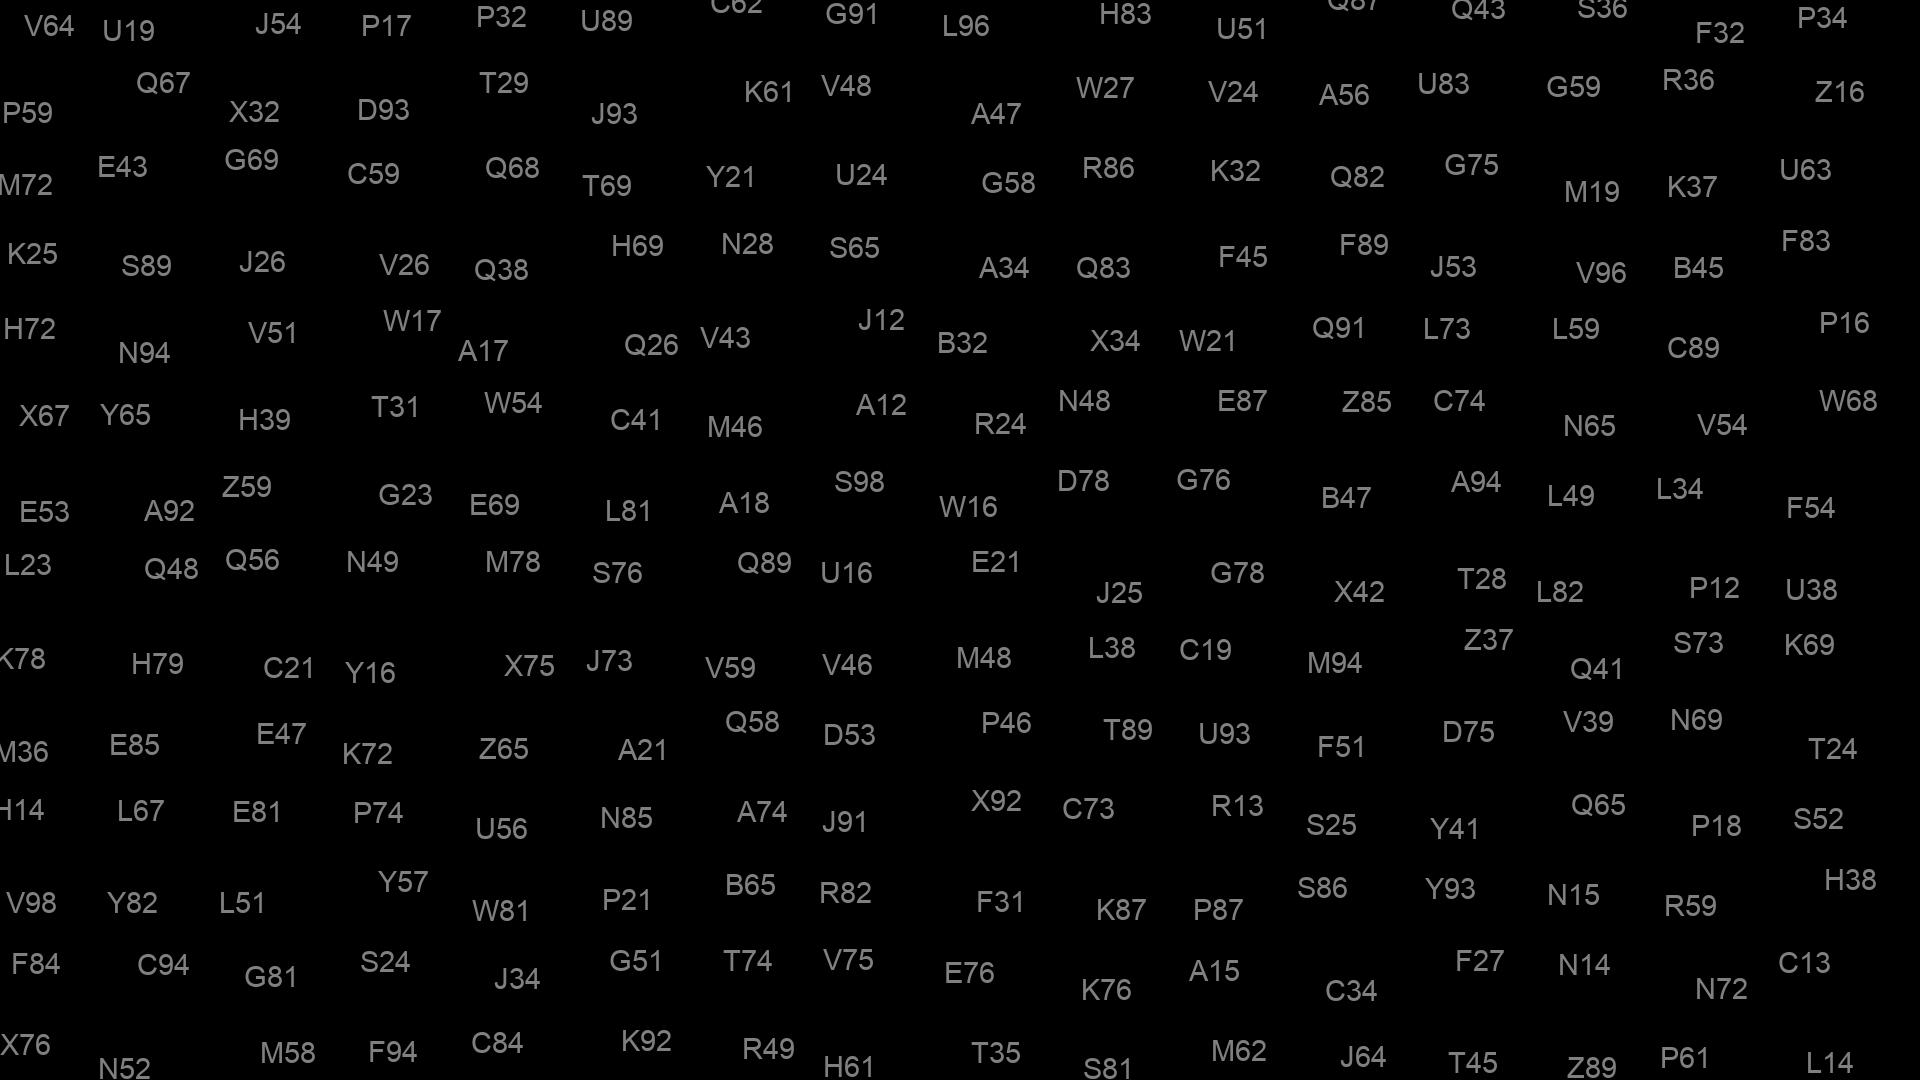 V64 U19 J54 P17 P32 U89 C62 G91 L96 H83 U51 Q87 Q43 S36 F32 P34
P59 Q67 X32 D93 T29 J93 K61 V48 A47 W27 V24 A56 U83 G59 R36 Z16
M72 E43 G69 C59 Q68 T69 Y21 U24 G58 R86 K32 Q82 G75 M19 K37 U63
K25 S89 J26 V26 Q38 H69 N28 S65 A34 Q83 F45 F89 J53 V96 B45 F83
H72 N94 V51 W17 A17 Q26 V43 J12 B32 X34 W21 Q91 L73 L59 C89 P16
X67 Y65 H39 T31 W54 C41 M46 A12 R24 N48 E87 Z85 C74 N65 V54 W68
E53 A92 Z59 G23 E69 L81 A18 S98 W16 D78 G76 B47 A94 L49 L34 F54
L23 Q48 Q56 N49 M78 S76 Q89 U16 E21 J25 G78 X42 T28 L82 P12 U38
K78 H79 C21 Y16 X75 J73 V59 V46 M48 L38 C19 M94 Z37 Q41 S73 K69
M36 E85 E47 K72 Z65 A21 Q58 D53 P46 T89 U93 F51 D75 V39 N69 T24
H14 L67 E81 P74 U56 N85 A74 J91 X92 C73 R13 S25 Y41 Q65 P18 S52
V98 Y82 L51 Y57 W81 P21 B65 R82 F31 K87 P87 S86 Y93 N15 R59 H38
F84 C94 G81 S24 J34 G51 T74 V75 E76 K76 A15 C34 F27 N14 N72 C13
X76 N52 M58 F94 C84 K92 R49 H61 T35 S81 M62 J64 T45 Z89 P61 L14